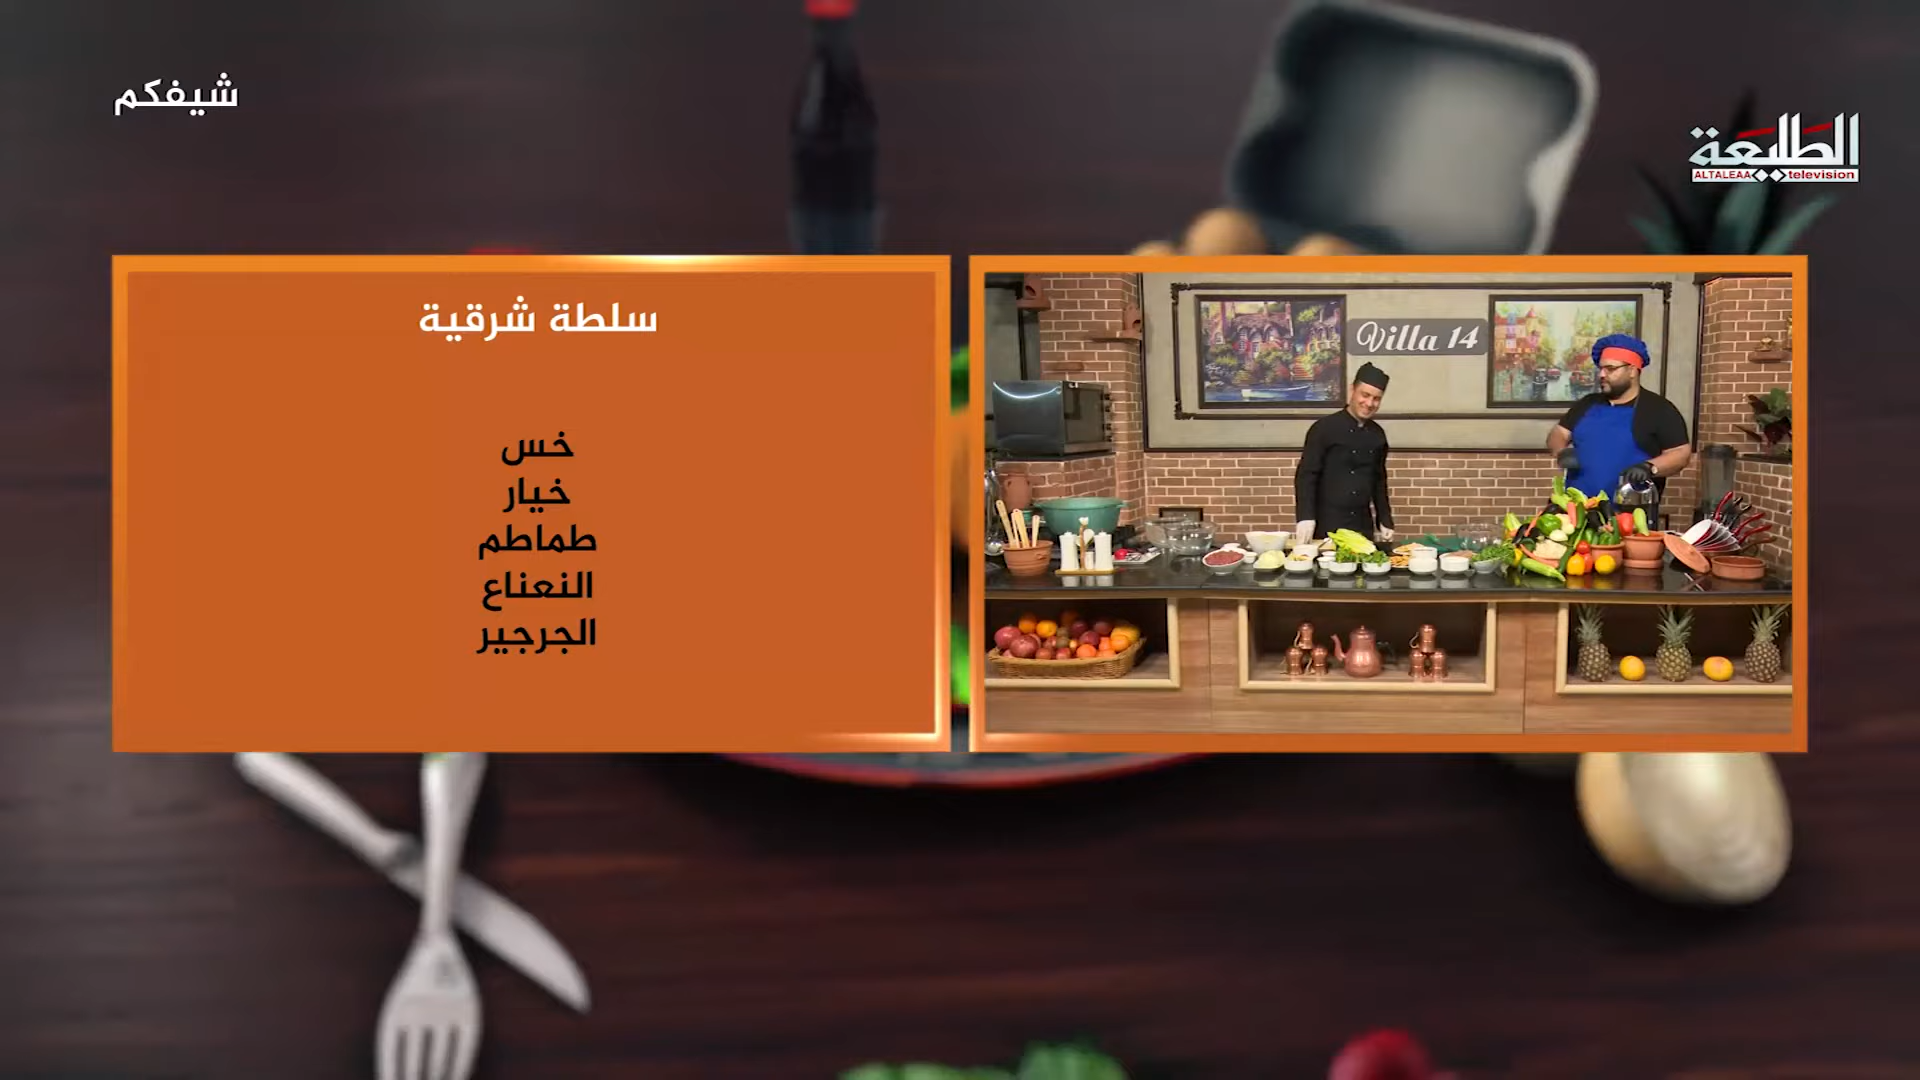 شيفكم
الطليعة
ALTALEAA television
سلطة شرقية
خس
خيار
طماطم
النعناع
الجرجير
Villa 14